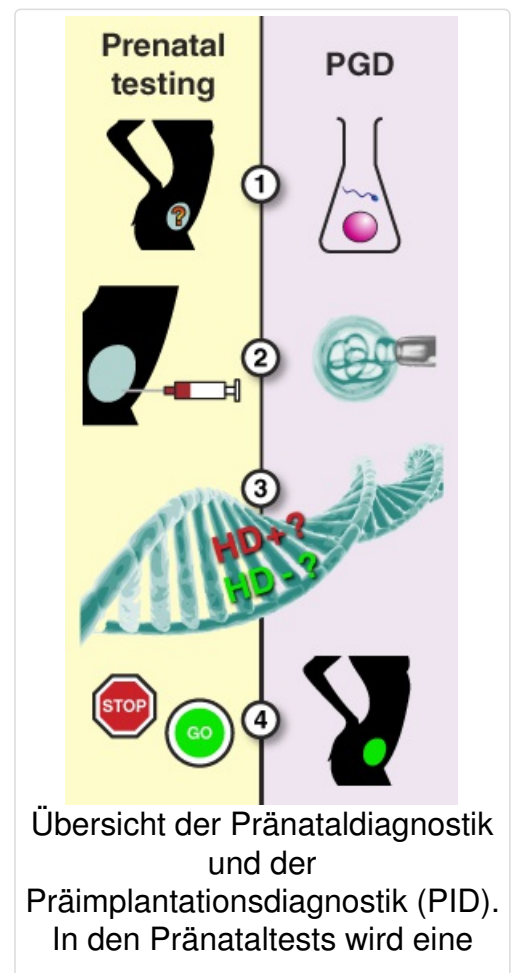 Prenatal
testing
PGD
1
2
3
HD+?
HD-?
STOP
GO
4
Übersicht der Pränataldiagnostik
und der
Präimplantationsdiagnostik (PID).
In den Pränataltests wird eine